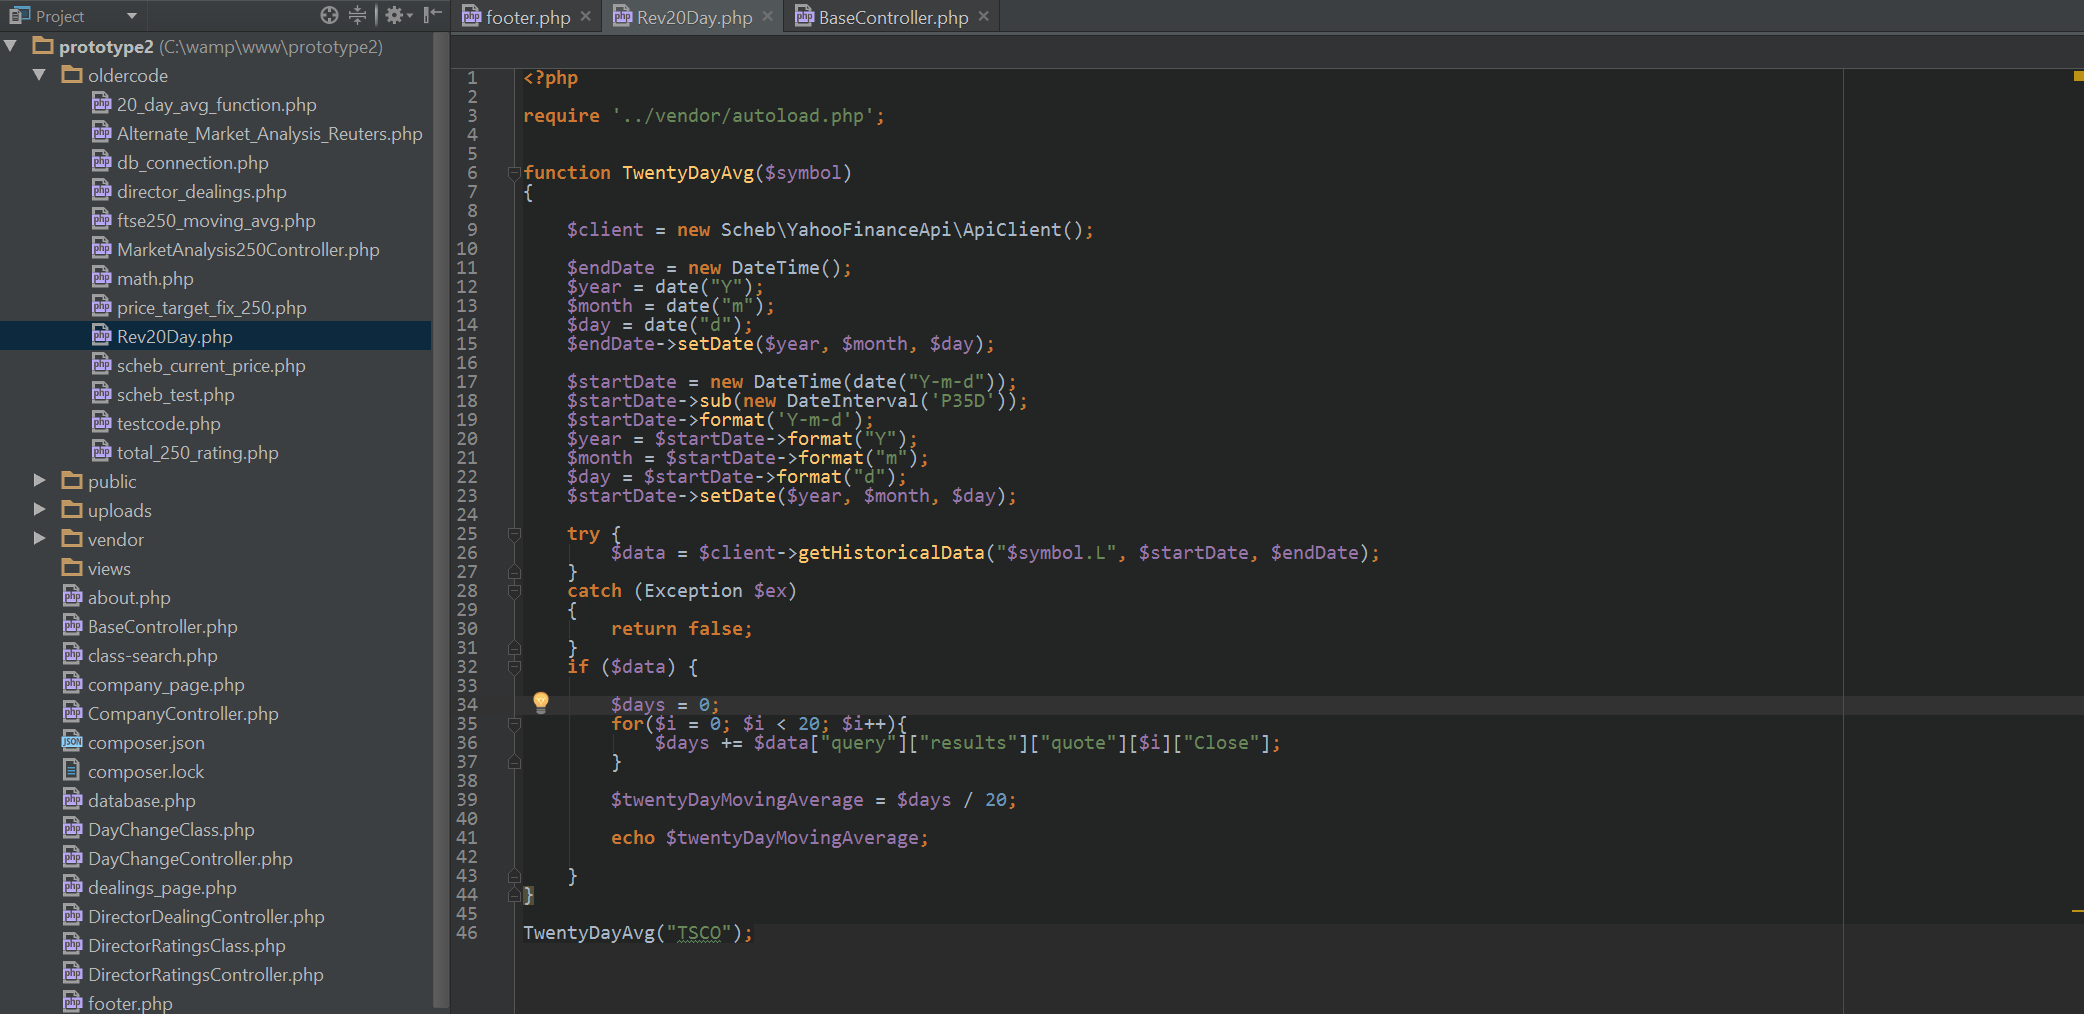 Project
prototype2 (C:\wamp\www\prototype2)
oldercode
20_day_avg_function.php
Alternate_Market_Analysis_Reuters.php
db_connection.php
director_dealings.php
ftse250_moving_avg.php
MarketAnalysis250Controller.php
math.php
price_target_fix_250.php
Rev20Day.php
scheb_current_price.php
scheb_test.php
testcode.php
total_250_rating.php
public
uploads
vendor
views
about.php
BaseController.php
class-search.php
company_page.php
CompanyController.php
composer.json
composer.lock
database.php
DayChangeClass.php
DayChangeController.php
dealings_page.php
DirectorDealingController.php
DirectorRatingsClass.php
DirectorRatingsController.php
footer.php
footer.php Rev20Day.php BaseController.php
1 <?php
2
3 require '../vendor/autoload.php';
4
5
6 function TwentyDayAvg($symbol)
7 {
8
9 $client = new Scheb\YahooFinanceApi\ApiClient();
10
11 $endDate = new DateTime();
12 $year = date("Y");
13 $month = date("m");
14 $day = date("d");
15 $endDate->setDate($year, $month, $day);
16
17 $startDate = new DateTime(date("Y-m-d"));
18 $startDate->sub(new DateInterval('P35D'));
19 $startDate->format('Y-m-d');
20 $year = $startDate->format("Y");
21 $month = $startDate->format("m");
22 $day = $startDate->format("d");
23 $startDate->setDate($year, $month, $day);
24
25 try {
26 $data = $client->getHistoricalData("$symbol.L", $startDate, $endDate);
27 }
28 catch (Exception $ex)
29 {
30 return false;
31 }
32 if ($data) {
33
34 $days = 0;
35 for($i = 0; $i < 20; $i++){
36 $days += $data["query"]["results"]["quote"][$i]["Close"];
37 }
38
39 $twentyDayMovingAverage = $days / 20;
40
41 echo $twentyDayMovingAverage;
42
43 }
44 }
45
46 TwentyDayAvg("TSCO");